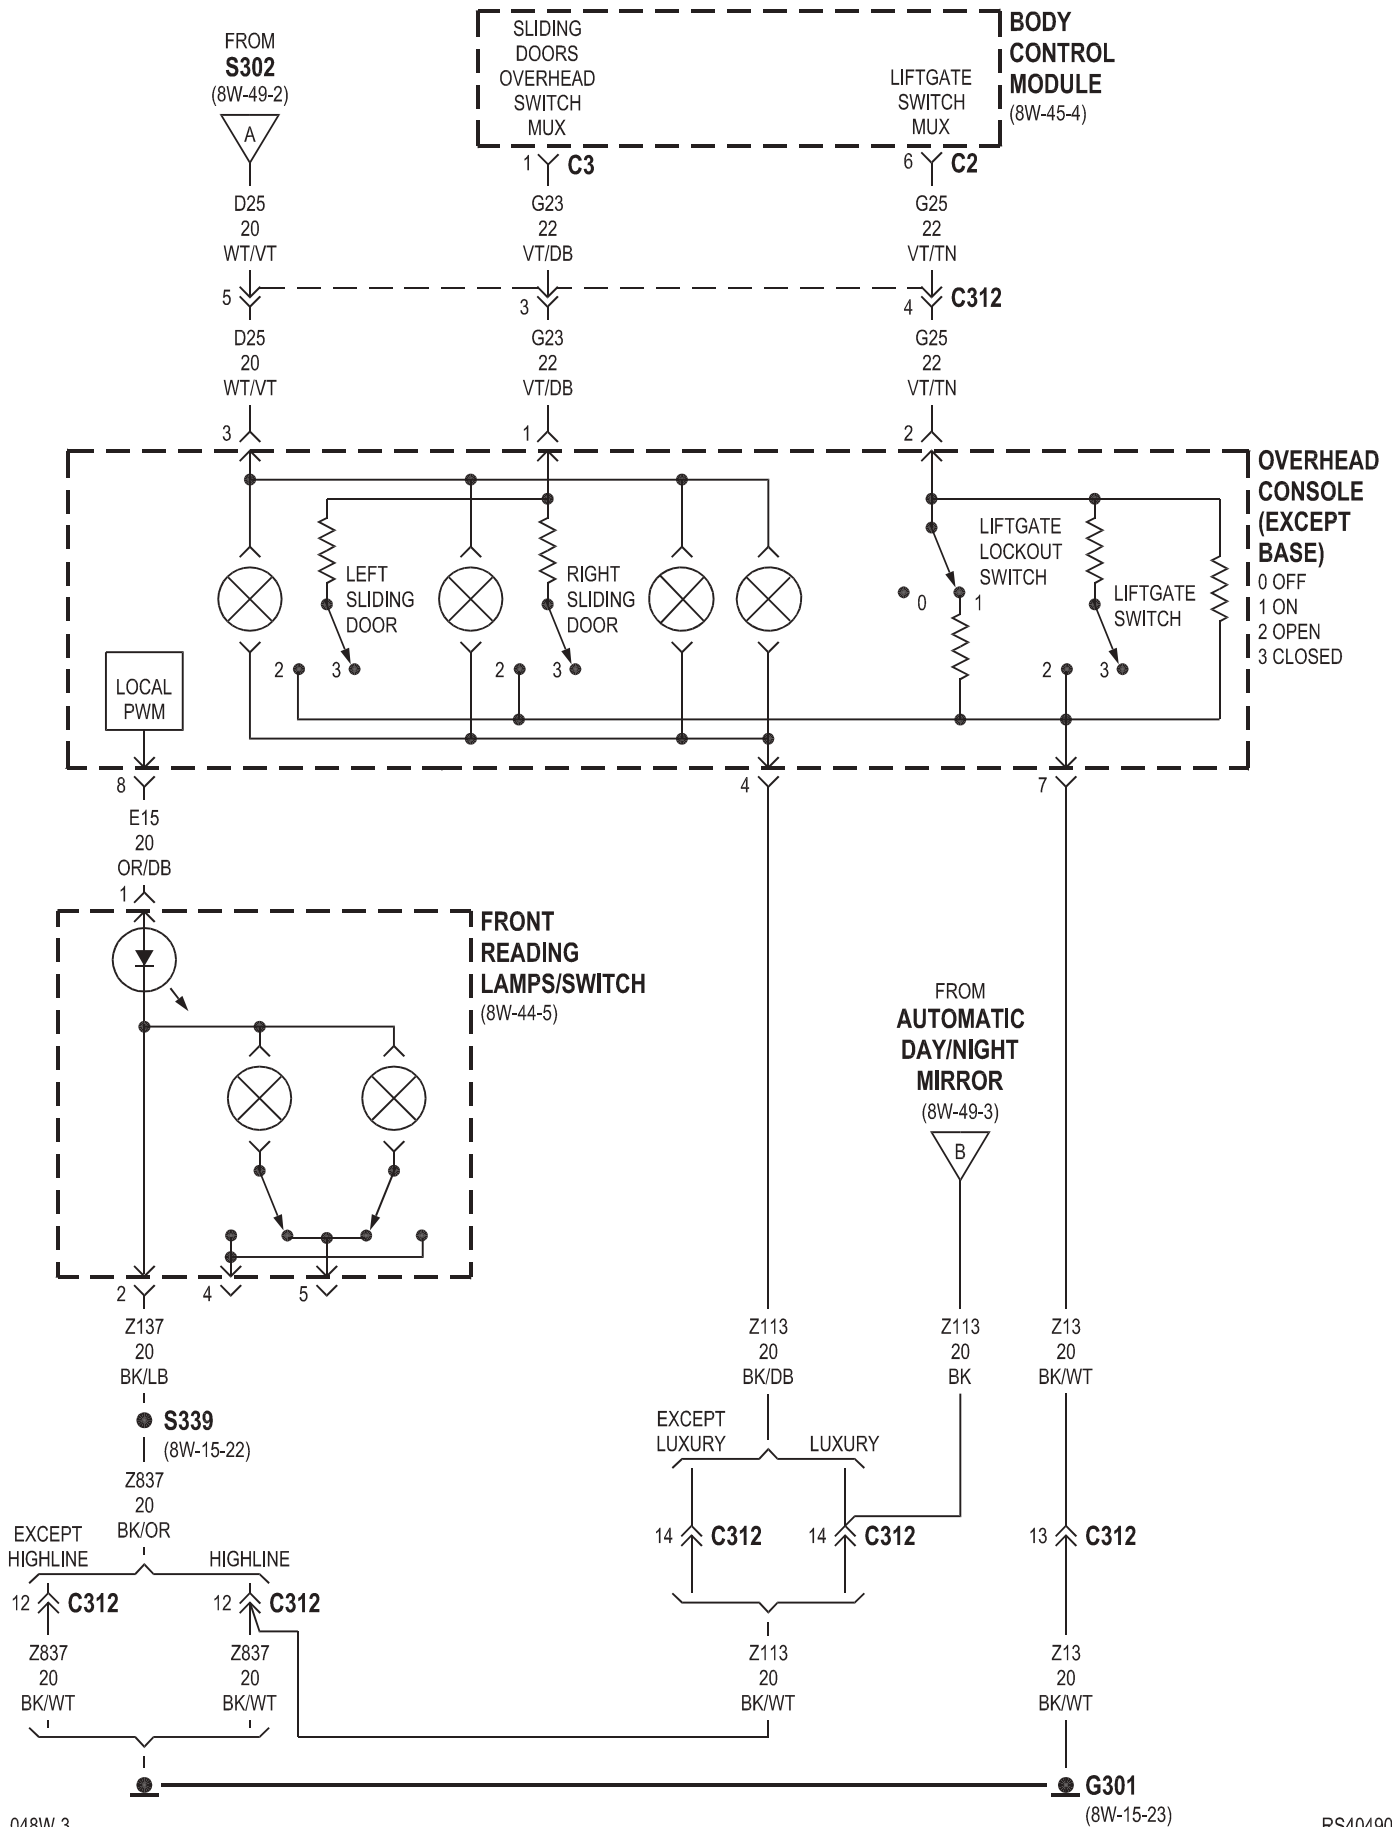 FROM
S302
(8W-49-2)
A
SLIDING
DOORS
OVERHEAD
SWITCH
MUX
LIFTGATE
SWITCH
MUX
BODY
CONTROL
MODULE
(8W-45-4)
1 C3
6 C2
D25
20
WT/VT
G23
22
VT/DB
G25
22
VT/TN
5
3
4 C312
D25
20
WT/VT
G23
22
VT/DB
G25
22
VT/TN
3
1
2
OVERHEAD
CONSOLE
(EXCEPT
BASE)
0 OFF
1 ON
2 OPEN
3 CLOSED
LEFT
SLIDING
DOOR
2 3
RIGHT
SLIDING
DOOR
2 3
LIFTGATE
LOCKOUT
SWITCH
0 1
LIFTGATE
SWITCH
2 3
LOCAL
PWM
8
4
7
E15
20
OR/DB
1
FRONT
READING
LAMPS/SWITCH
(8W-44-5)
FROM
AUTOMATIC
DAY/NIGHT
MIRROR
(8W-49-3)
B
2
4
5
Z137
20
BK/LB
Z113
20
BK/DB
Z113
20
BK
Z13
20
BK/WT
S339
(8W-15-22)
Z837
20
BK/OR
EXCEPT
LUXURY
LUXURY
14 C312
14 C312
13 C312
EXCEPT
HIGHLINE
HIGHLINE
12 C312
12 C312
Z837
20
BK/WT
Z837
20
BK/WT
Z113
20
BK/WT
Z13
20
BK/WT
G301
(8W-15-23)
048W-3
RS40490